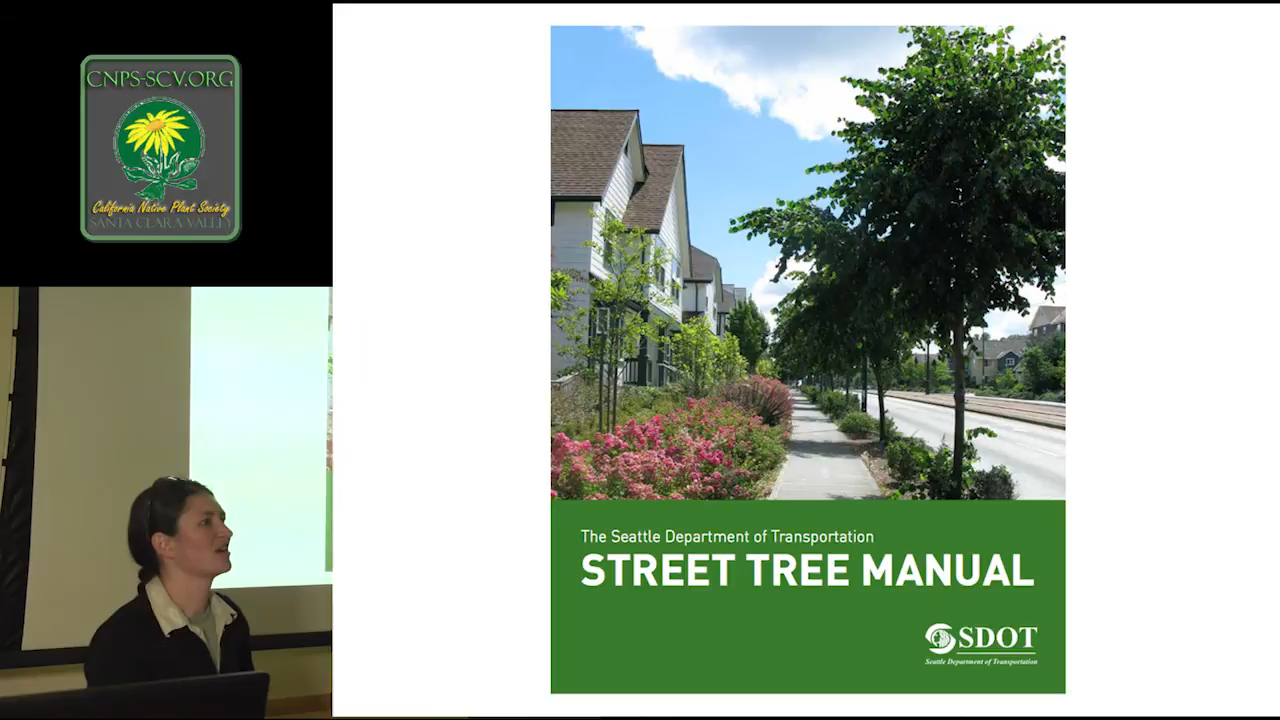 CNPS-SCV.ORG
California Native Plant Society
SANTA CLARA VALLEY
The Seattle Department of Transportation
STREET TREE MANUAL
SDOT
Seattle Department of Transportation